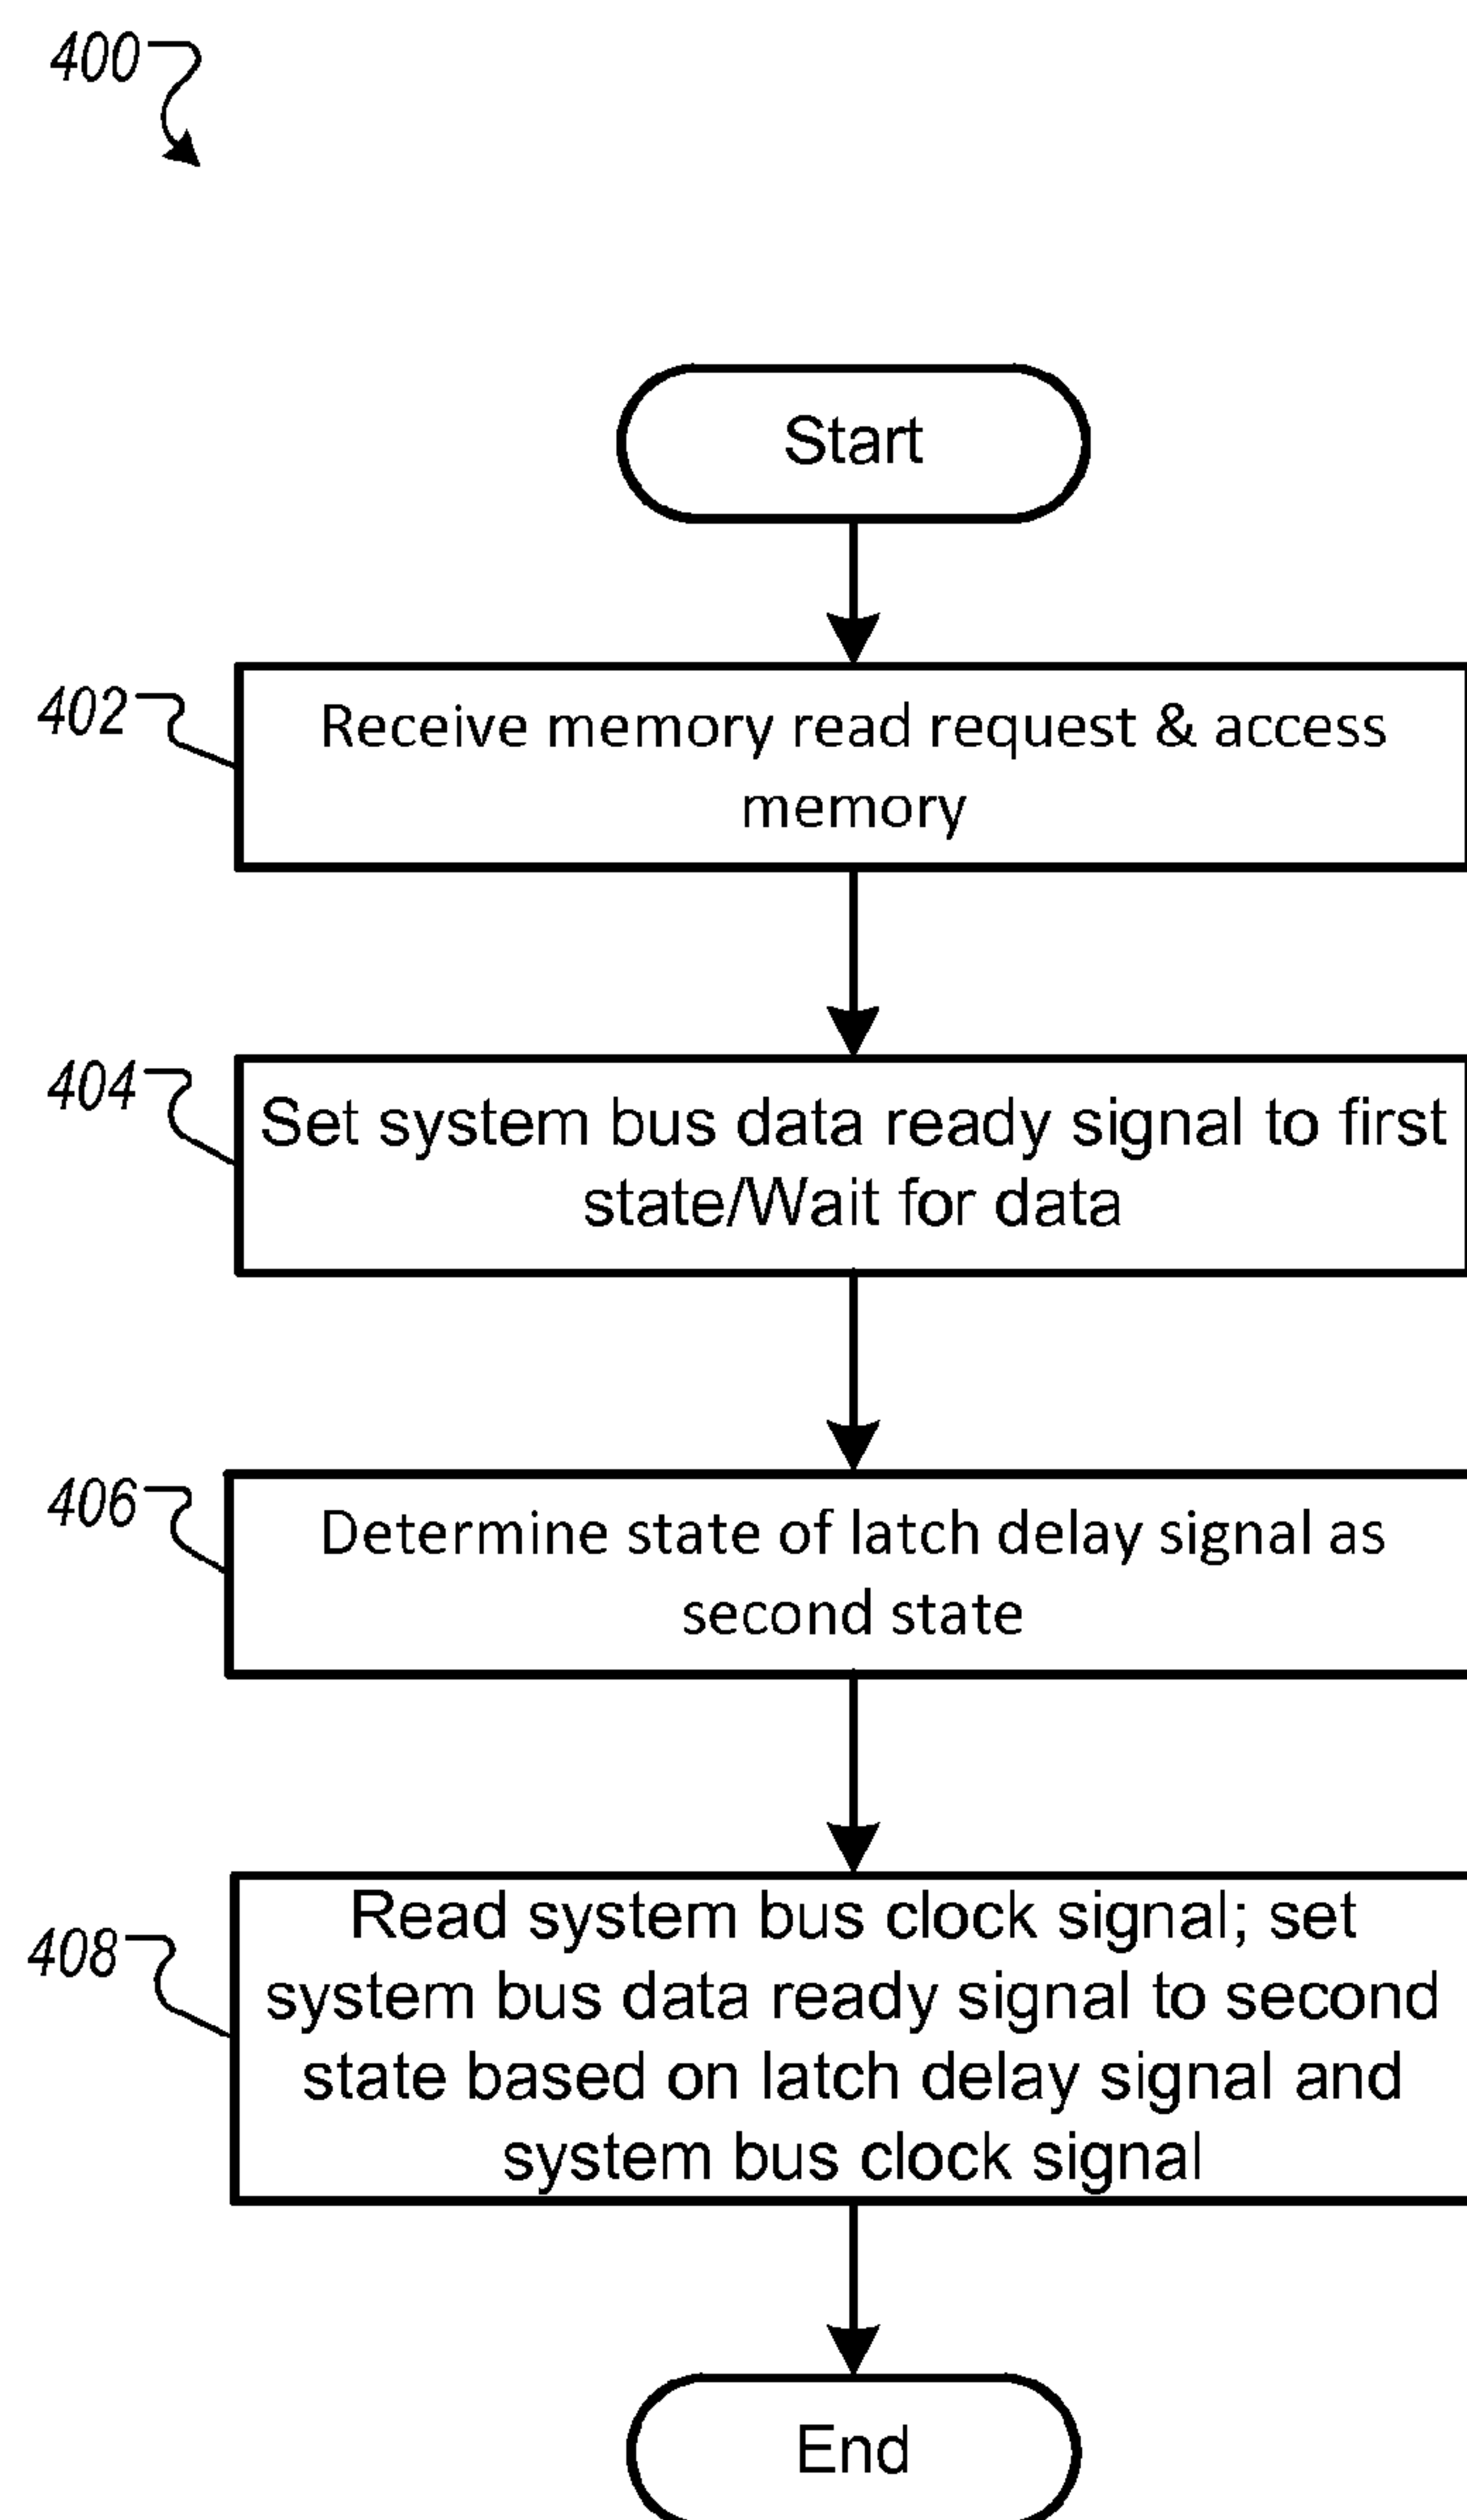 400
Start
402
Receive memory read request & access
memory
404
Set system bus data ready signal to first
state/Wait for data
406
Determine state of latch delay signal as
second state
408
Read system bus clock signal; set
system bus data ready signal to second
state based on latch delay signal and
system bus clock signal
End